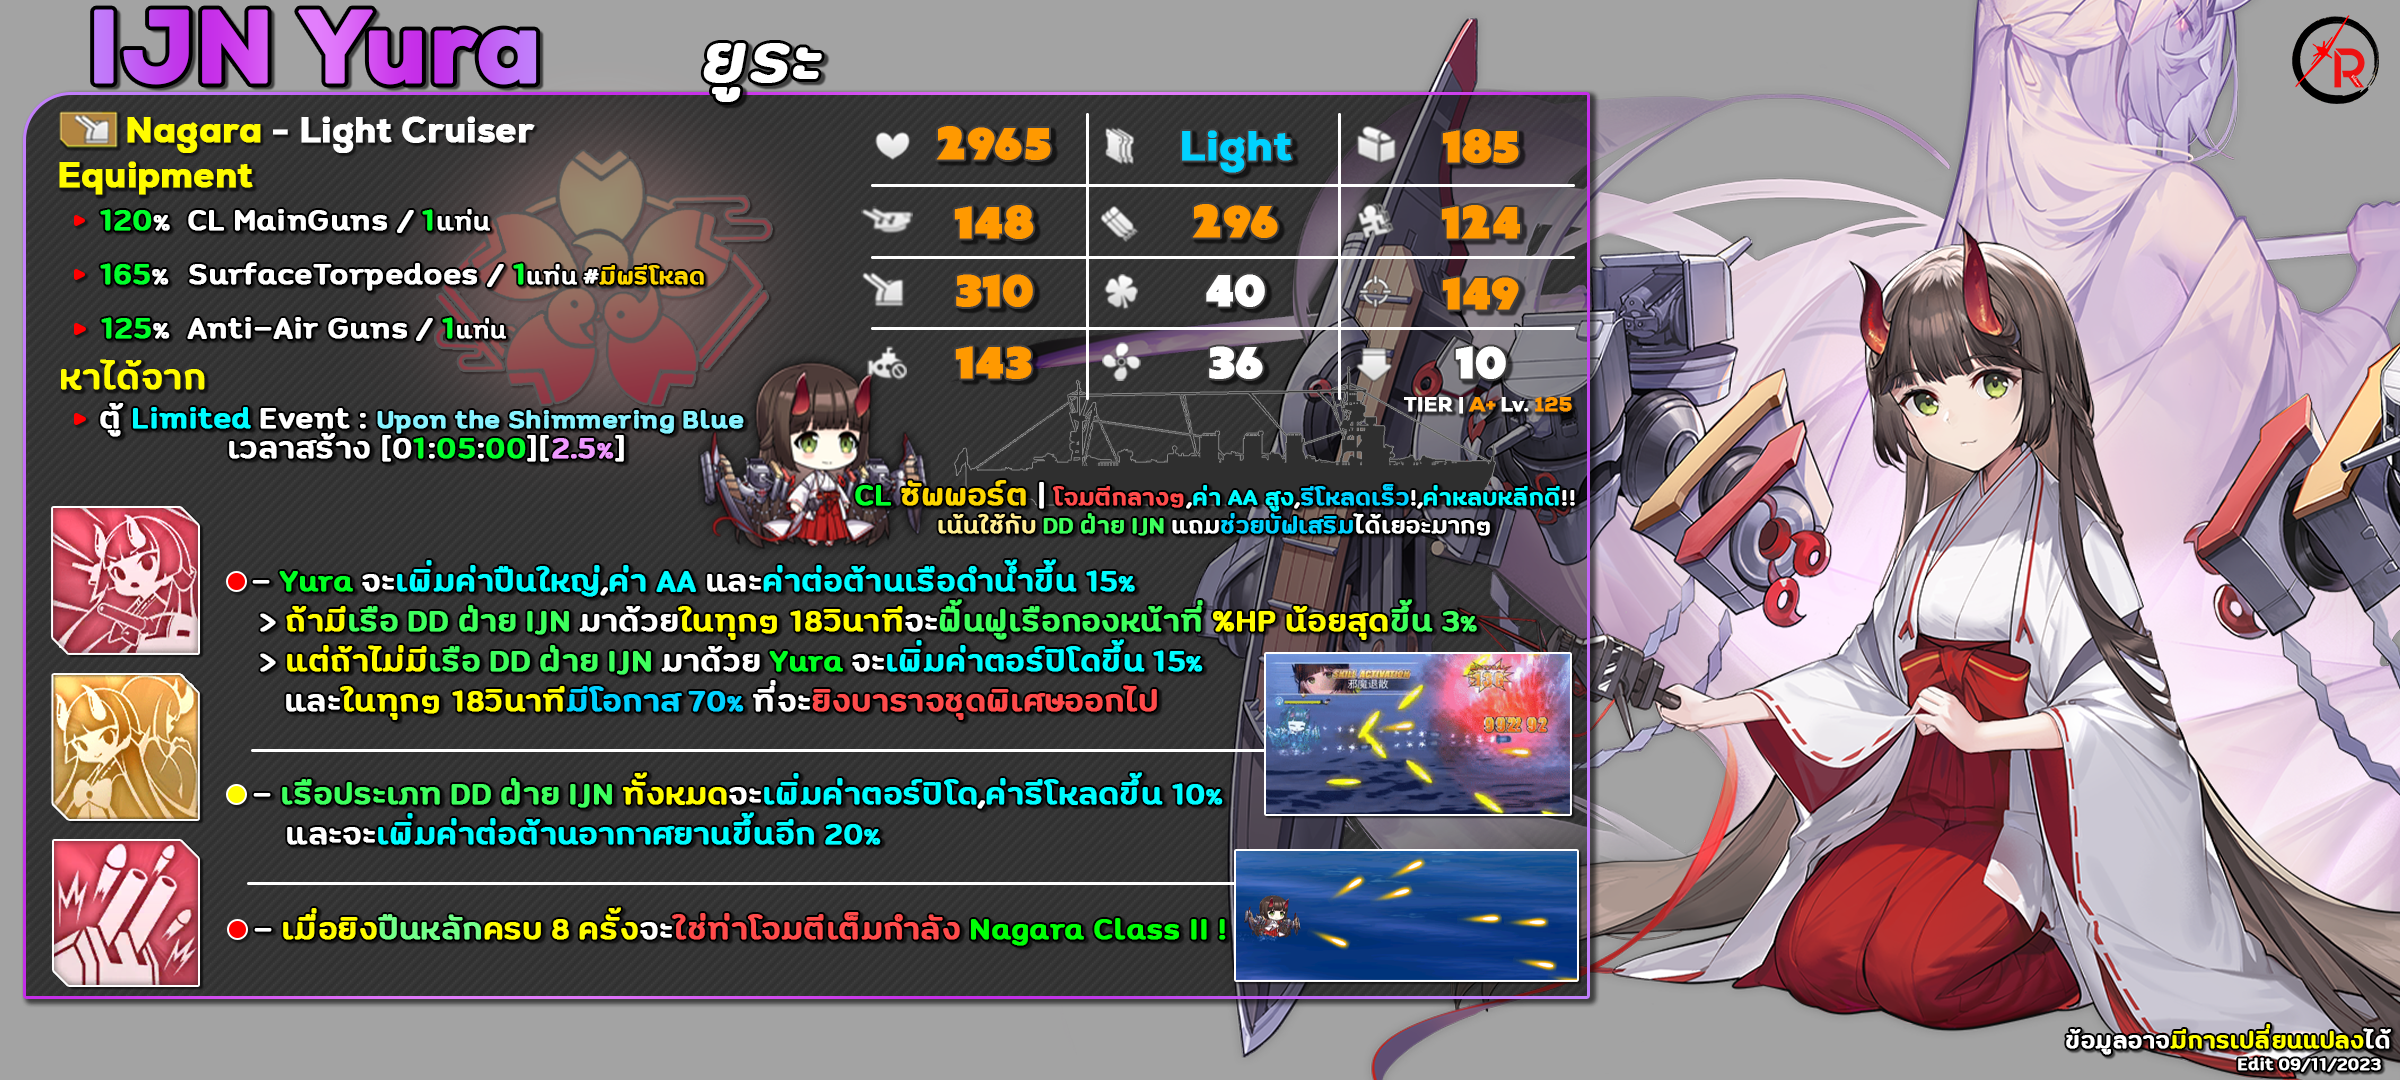 IJN Yura ยูระ
Nagara - Light Cruiser
Equipment
120% CL MainGuns / 1แท่น
165% SurfaceTorpedoes / 1แท่น #มีพรีโหลด
125% Anti-Air Guns / 1แท่น
หาได้จาก
ตู้ Limited Event : Upon the Shimmering Blue
เวลาสร้าง [01:05:00][2.5%]
2965 Light 185
148 296 124
310 40 149
143 36 10
TIER | A+ Lv. 125
CL ซัพพอร์ต | โจมตีกลางๆ,ค่า AA สูง,รีโหลดเร็ว!,ค่าหลบหลีกดี!!
เน้นใช้กับ DD ฝ่าย IJN แถมช่วยบัฟเสริมได้เยอะมากๆ
- Yura จะเพิ่มค่าปืนใหญ่,ค่า AA และค่าต่อต้านเรือดำน้ำขึ้น 15%
> ถ้ามีเรือ DD ฝ่าย IJN มาด้วยในทุกๆ 18วินาทีจะฟื้นฟูเรือกองหน้าที่ %HP น้อยสุดขึ้น 3%
> แต่ถ้าไม่มีเรือ DD ฝ่าย IJN มาด้วย Yura จะเพิ่มค่าตอร์ปิโดขึ้น 15%
และในทุกๆ 18วินาทีมีโอกาส 70% ที่จะยิงบาราจชุดพิเศษออกไป
SKILL ACTIVATION
邪魔退散
- เรือประเภท DD ฝ่าย IJN ทั้งหมดจะเพิ่มค่าตอร์ปิโด,ค่ารีโหลดขึ้น 10%
และจะเพิ่มค่าต่อต้านอากาศยานขึ้นอีก 20%
- เมื่อยิงปืนหลักครบ 8 ครั้งจะใช่ท่าโจมตีเต็มกำลัง Nagara Class II !
R
ข้อมูลอาจมีการเปลี่ยนแปลงได้
Edit 09/11/2023